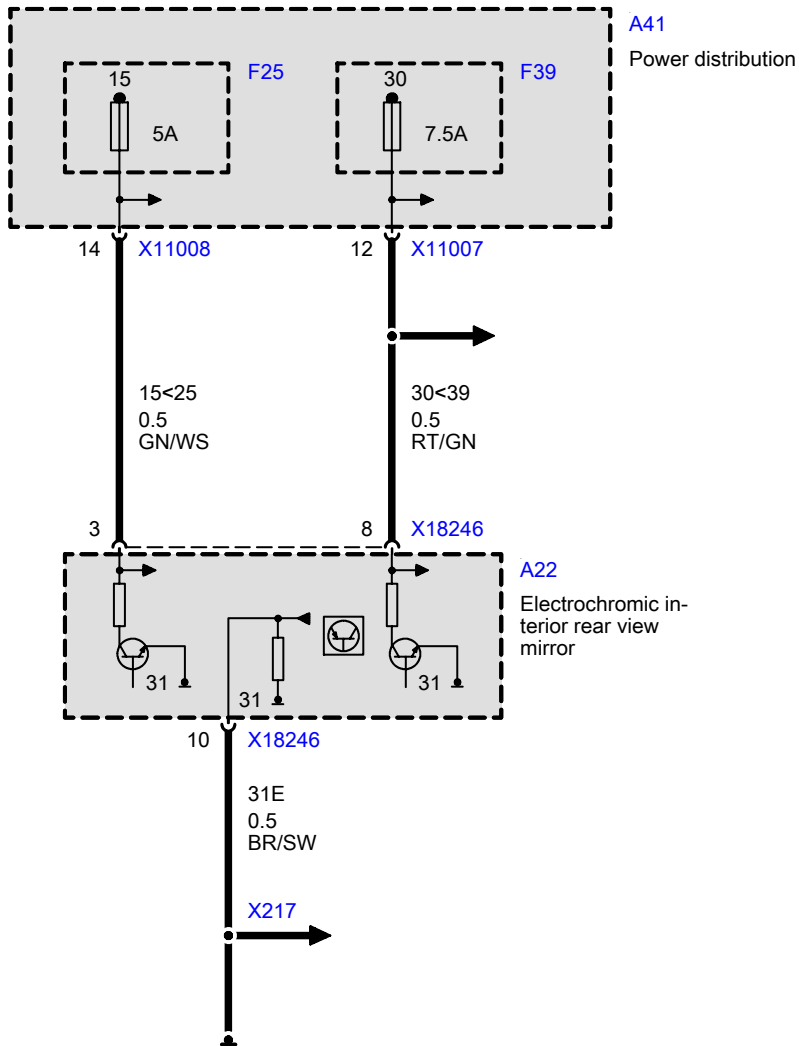 A41
Power distribution
15
F25
30
F39
5A
7.5A
14
X11008
12
X11007
15<25
0.5
GN/WS
30<39
0.5
RT/GN
3
8
X18246
A22
Electrochromic in-
terior rear view
mirror
31
31
31
10
X18246
31E
0.5
BR/SW
X217